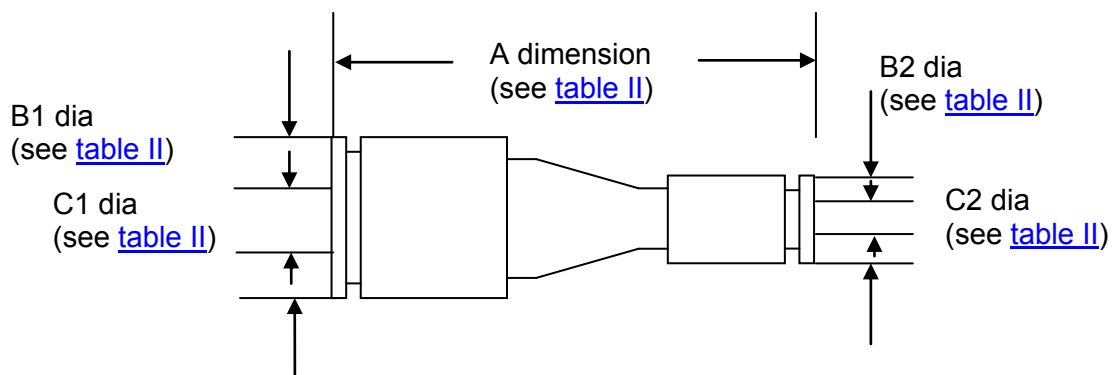 A dimension
(see table II)
B2 dia
(see table II)
B1 dia
(see table II)
C1 dia
(see table II)
C2 dia
(see table II)